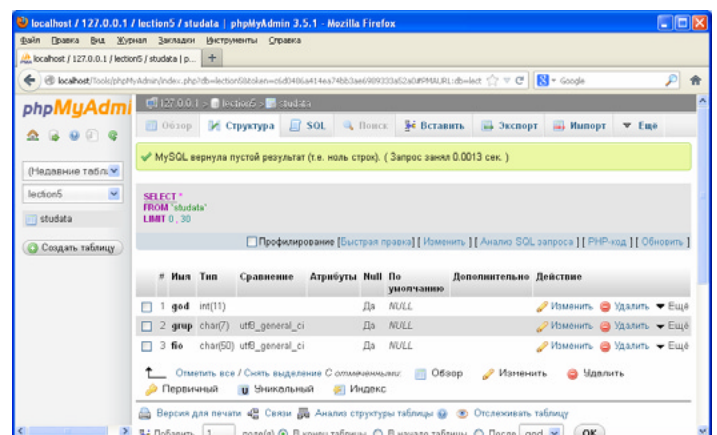 localhost / 127.0.0.1 / lection5 / studata | phpMyAdmin 3.5.1 - Mozilla Firefox
Файл Правка Вид Журнал Закладки Инструменты Справка
localhost / 127.0.0.1 / lection5 / studata | p... +
Google
phpMyAdmi
127.0.0.1 > lection5 > studata
Обзор Структура SQL Поиск Вставить Экспорт Импорт Ещё
MySQL вернула пустой результат (т.е. ноль строк). ( Запрос занял 0.0013 сек. )
(Недавние табл
lection5
studata
Создать таблицу
SELECT *
FROM `studata`
LIMIT 0 , 30
Профилирование [Быстрая правка] [ Изменить ] [ Анализ SQL запроса ] [ PHP-код ] [ Обновить ]
# Имя Тип Сравнение Атрибуты Null По умолчанию Дополнительно Действие
1 god int(11) Да NULL Изменить Удалить Ещё
2 grup char(7) utf8_general_ci Да NULL Изменить Удалить Ещё
3 fio char(50) utf8_general_ci Да NULL Изменить Удалить Ещё
Отметить все / Снять выделение С отмеченными: Обзор Изменить Удалить
Первичный Уникальный Индекс
Версия для печати Связи Анализ структуры таблицы Отслеживать таблицу
Добавить 1 поле(я) В конец таблицы В начало таблицы После god OK